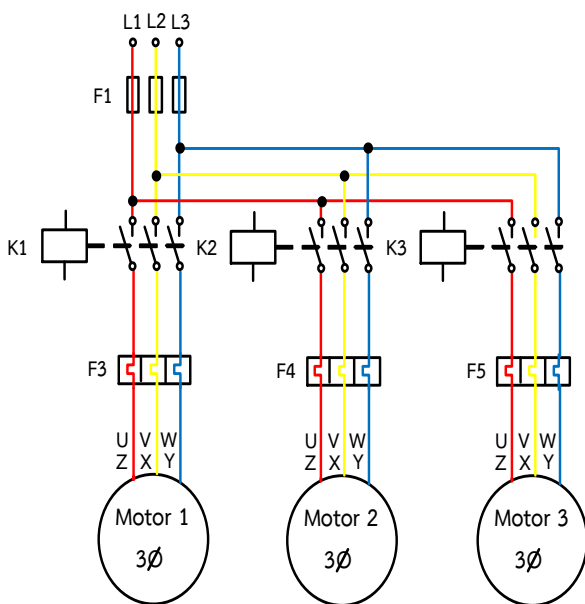 L1 L2 L3
F1
K1 K2 K3
F3 F4 F5
U V W U V W U V W
Z X Y Z X Y Z X Y
Motor 1 Motor 2 Motor 3
3Ø 3Ø 3Ø